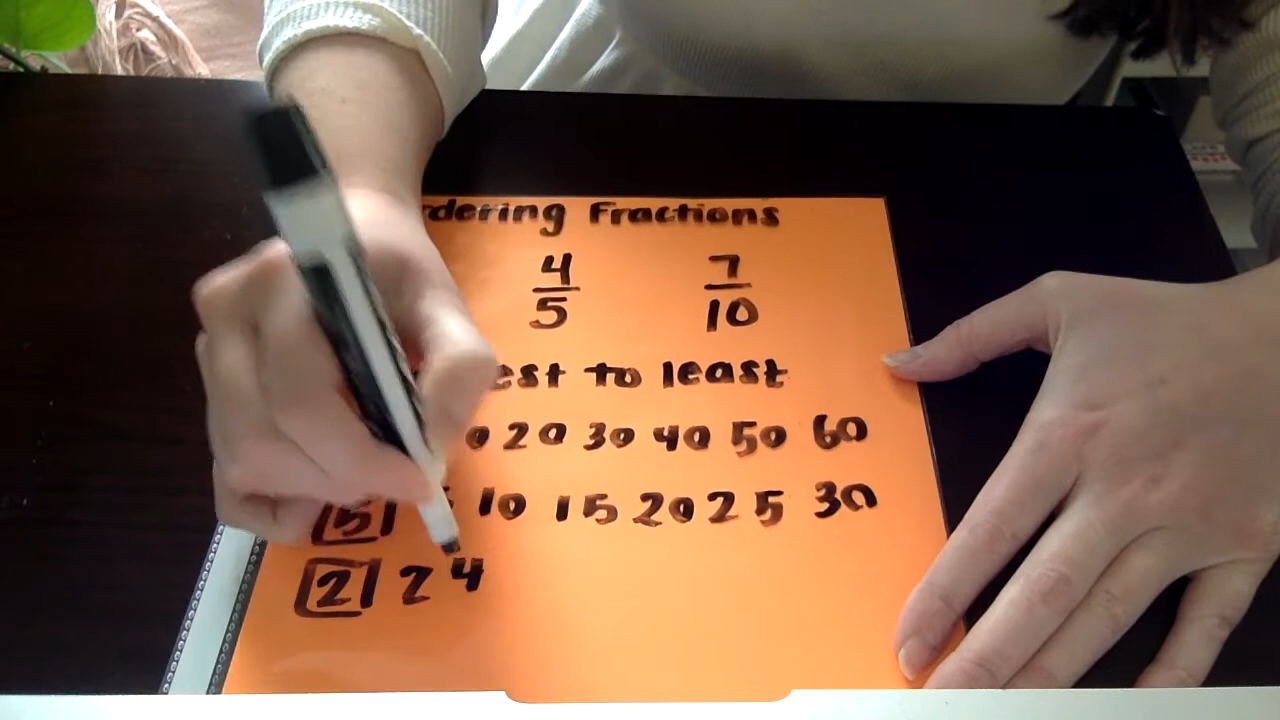 rdering Fractions
4/5 7/10
est to least
0 20 30 40 50 60
5 10 15 20 25 30
2 2 4